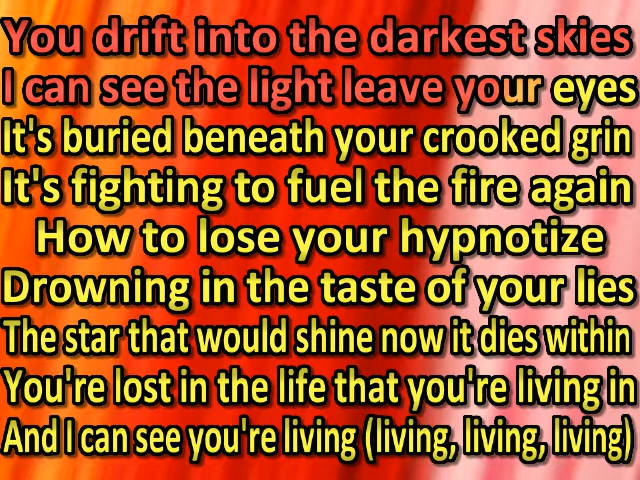 You drift into the darkest skies
I can see the light leave your eyes
It's buried beneath your crooked grin
It's fighting to fuel the fire again
How to lose your hypnotize
Drowning in the taste of your lies
The star that would shine now it dies within
You're lost in the life that you're living in
And I can see you're living (living, living, living)